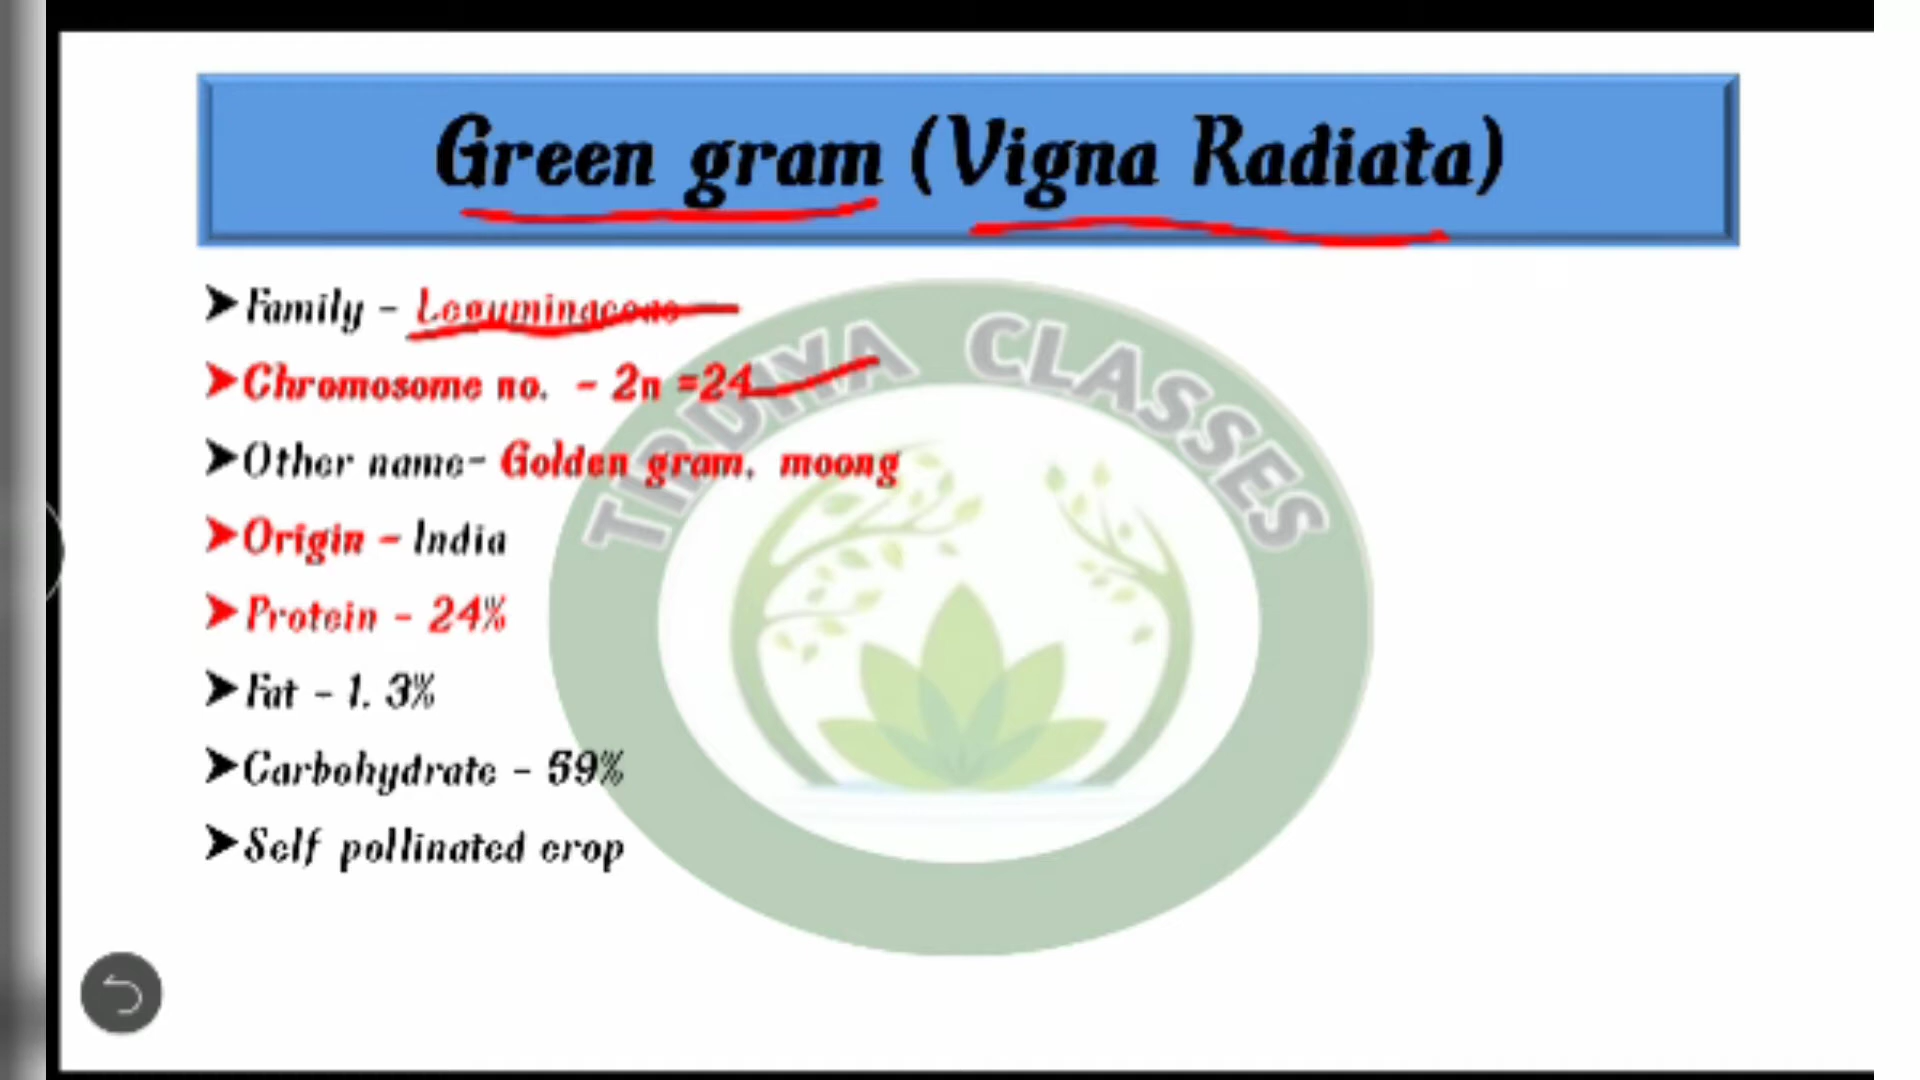 Green gram (Vigna Radiata)
➤Family - Leguminaceae
➤Chromosome no. - 2n =24
➤Other name- Golden gram, moong
➤Origin - India
➤Protein - 24%
➤Fat - 1. 3%
➤Carbohydrate - 59%
➤Self pollinated crop
TIRDIYA CLASSES